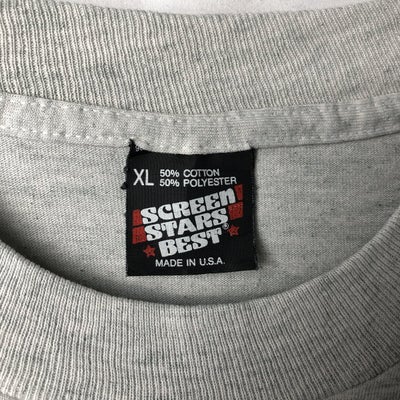 XL 50% COTTON
50% POLYESTER
SCREEN
STARS
BEST®
MADE IN U.S.A.